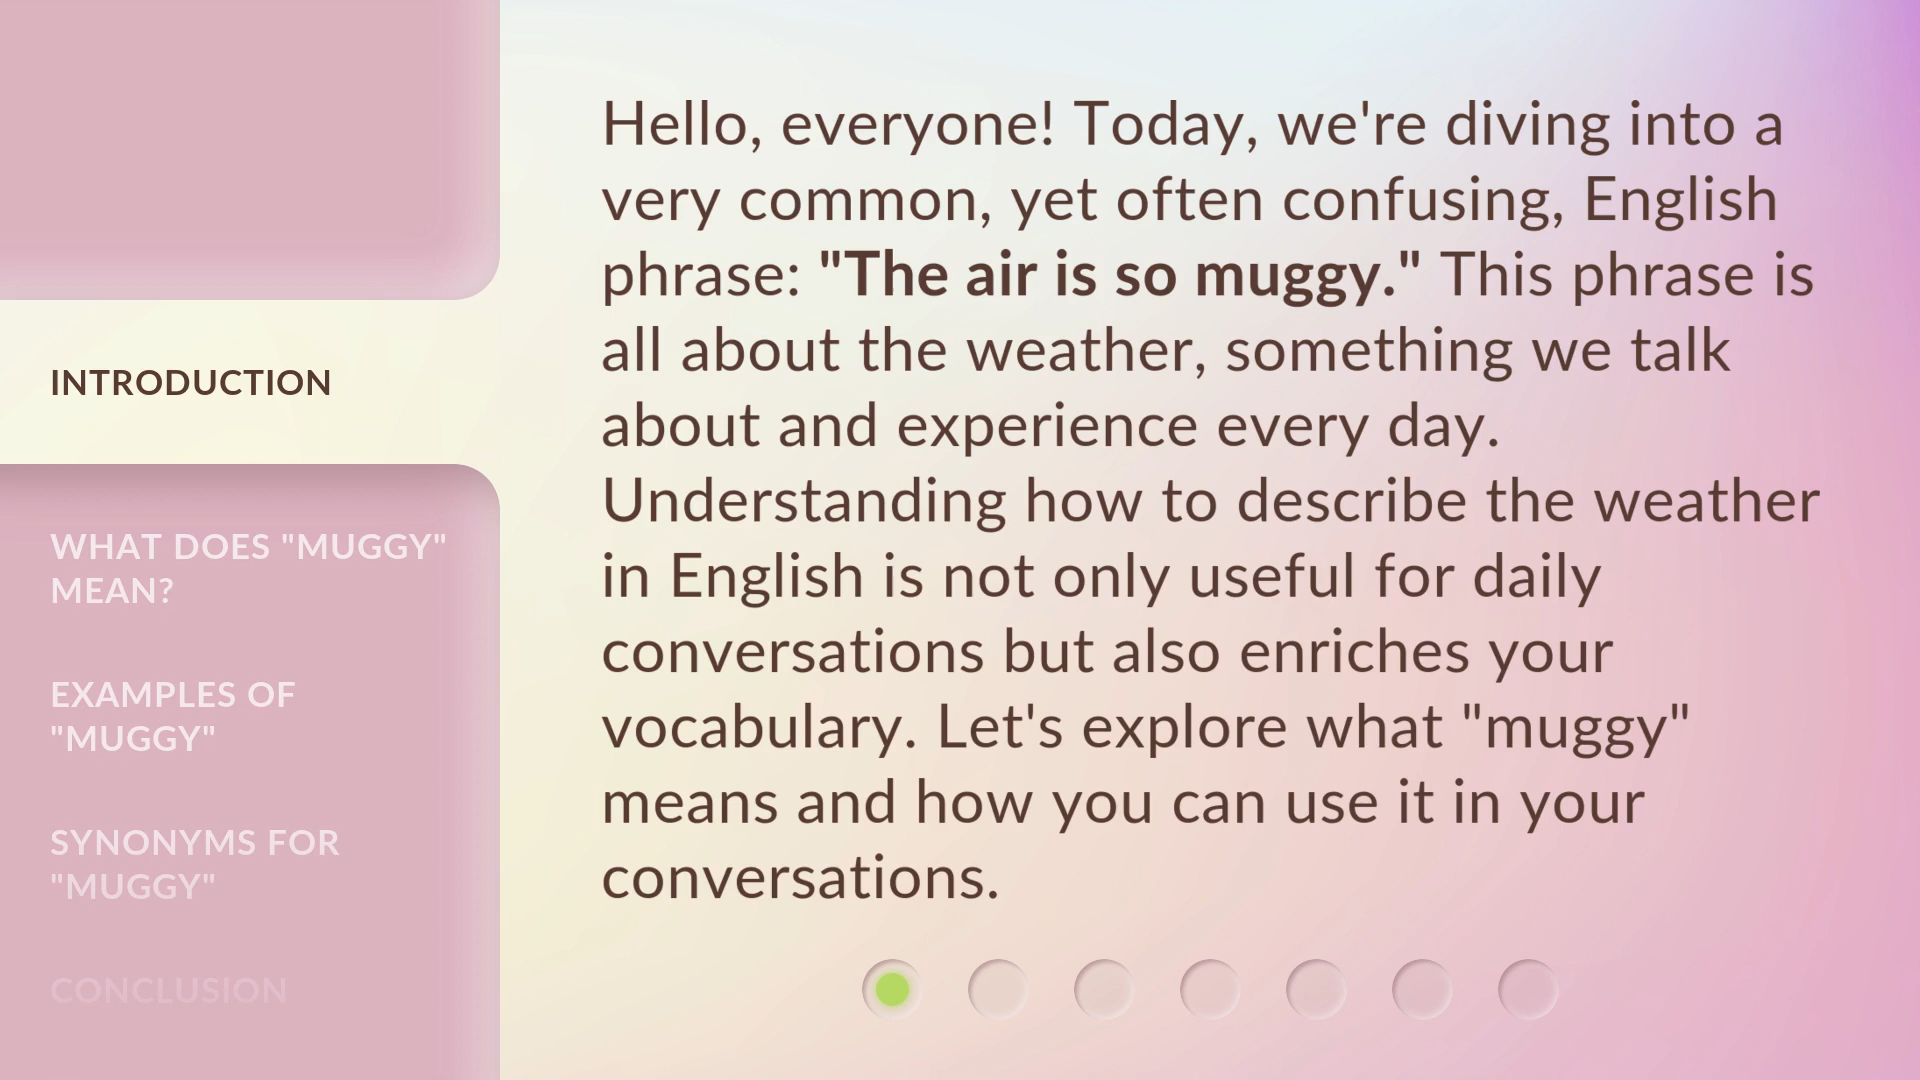 INTRODUCTION
WHAT DOES "MUGGY"
MEAN?
EXAMPLES OF
"MUGGY"
SYNONYMS FOR
"MUGGY"
CONCLUSION
Hello, everyone! Today, we're diving into a
very common, yet often confusing, English
phrase: "The air is so muggy." This phrase is
all about the weather, something we talk
about and experience every day.
Understanding how to describe the weather
in English is not only useful for daily
conversations but also enriches your
vocabulary. Let's explore what "muggy"
means and how you can use it in your
conversations.